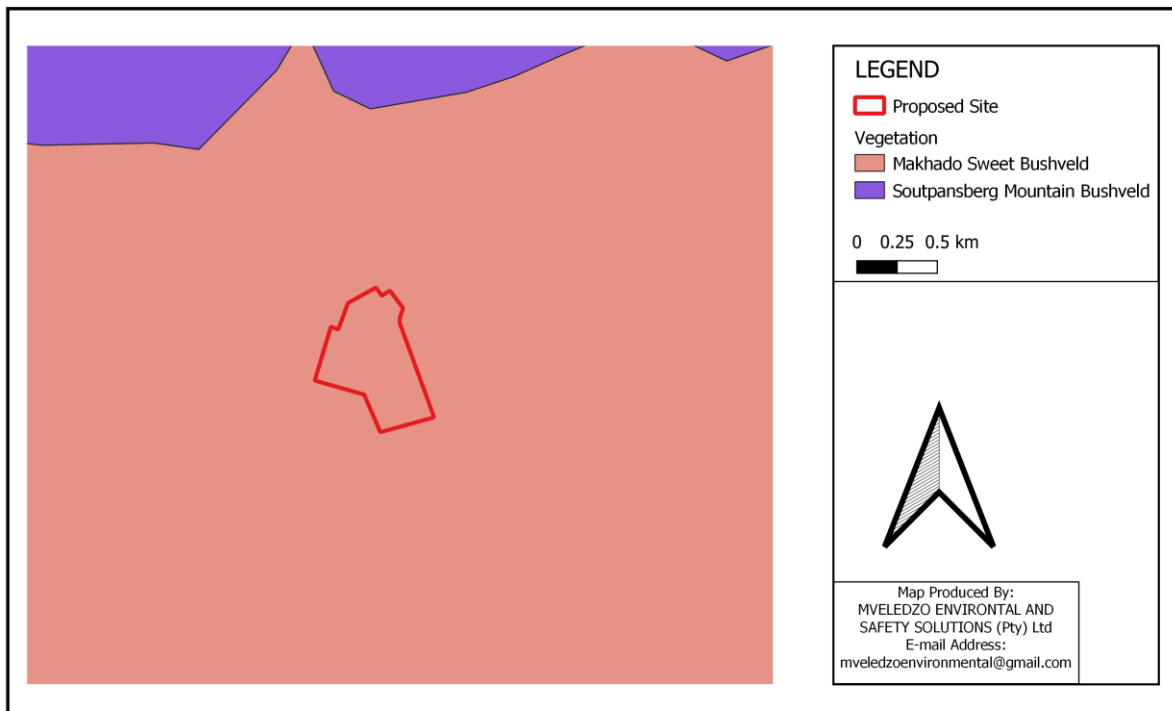 LEGEND
Proposed Site
Vegetation
Makhado Sweet Bushveld
Soutpansberg Mountain Bushveld
0 0.25 0.5 km
Map Produced By:
MVELEDZO ENVIRONTAL AND
SAFETY SOLUTIONS (Pty) Ltd
E-mail Address:
mveledzoenvironmental@gmail.com